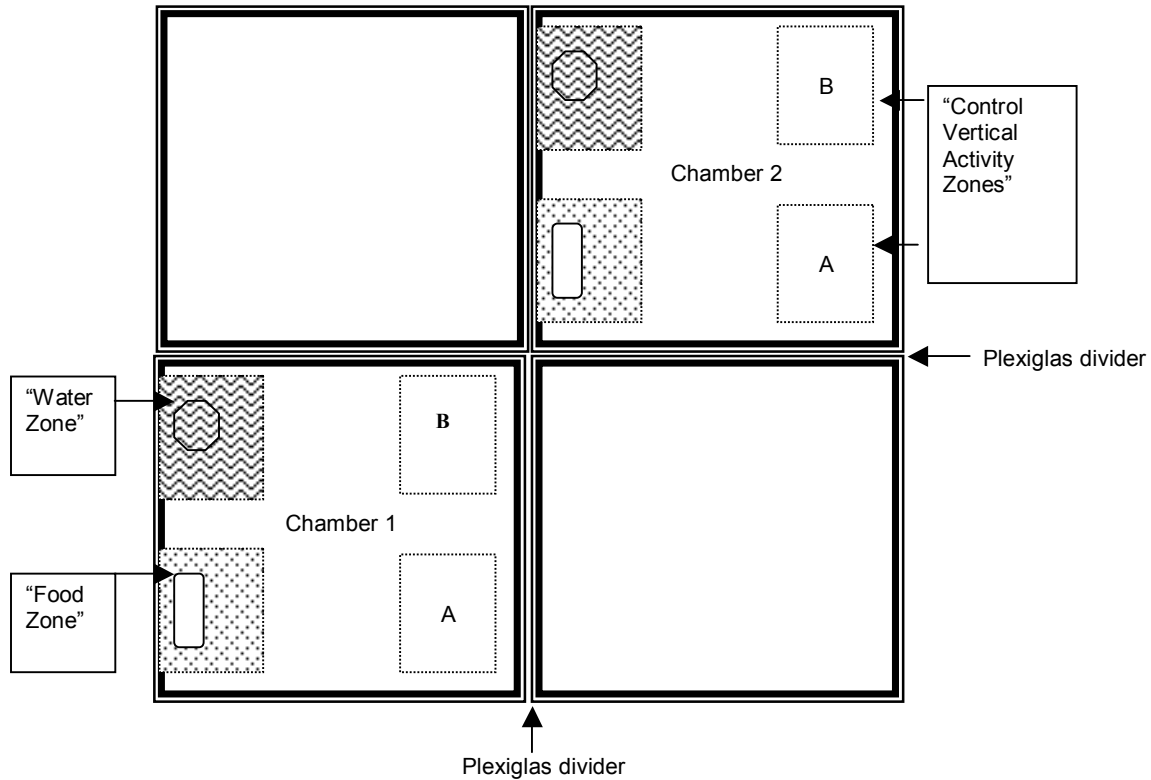 B
“Control
Vertical
Activity
Zones”
Chamber 2
A
Plexiglas divider
“Water
Zone”
B
Chamber 1
“Food
Zone”
A
Plexiglas divider